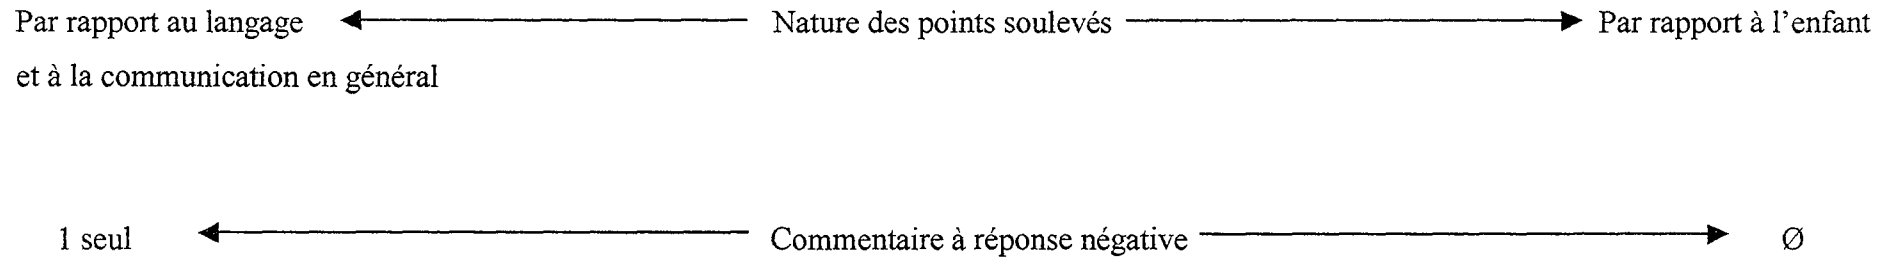 Par rapport au langage Nature des points soulevés Par rapport à l'enfant
et à la communication en général
1 seul Commentaire à réponse négative Ø